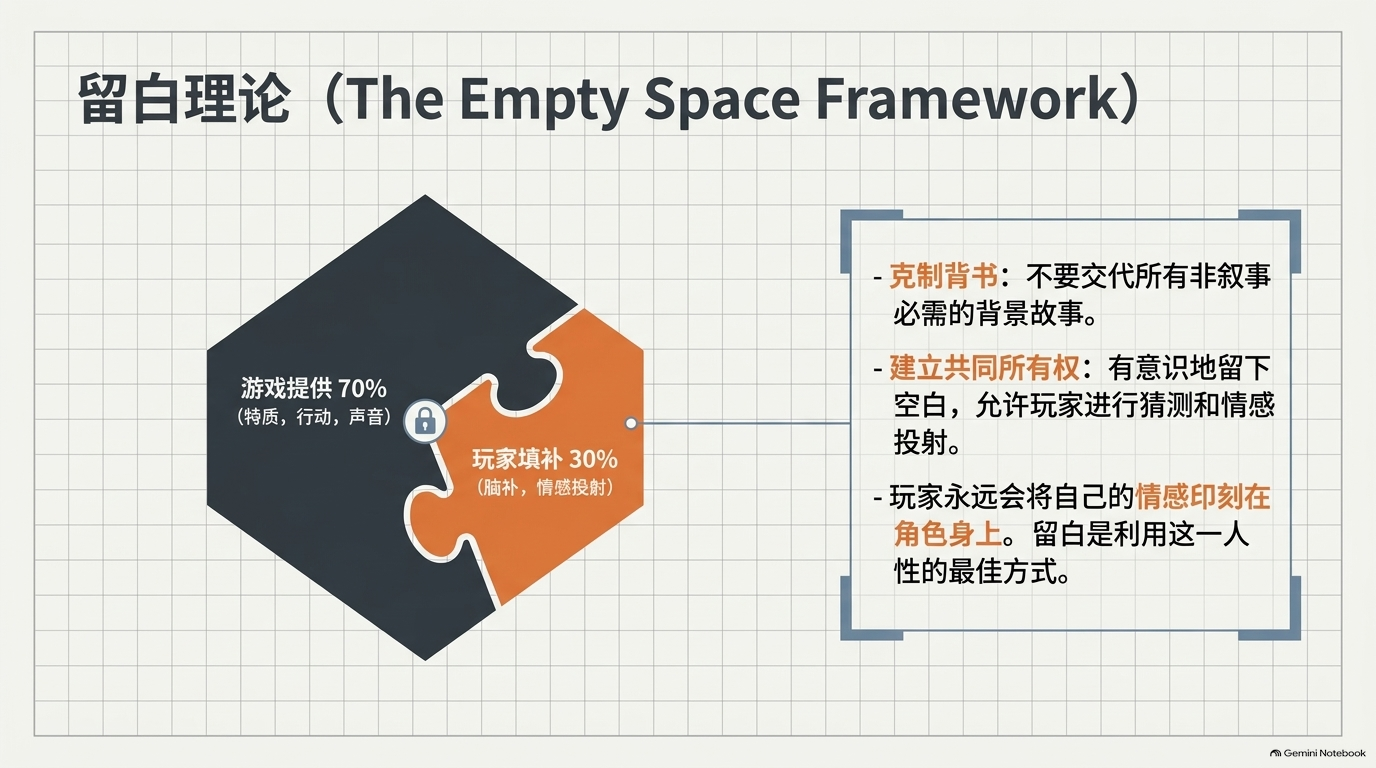 留白理论（The Empty Space Framework）
游戏提供 70%
（特质，行动，声音）
玩家填补 30%
（脑补，情感投射）
- 克制背书：不要交代所有非叙事
必需的背景故事。
- 建立共同所有权：有意识地留下
空白，允许玩家进行猜测和情感
投射。
- 玩家永远会将自己的情感印刻在
角色身上。留白是利用这一人
性的最佳方式。
Gemini Notebook